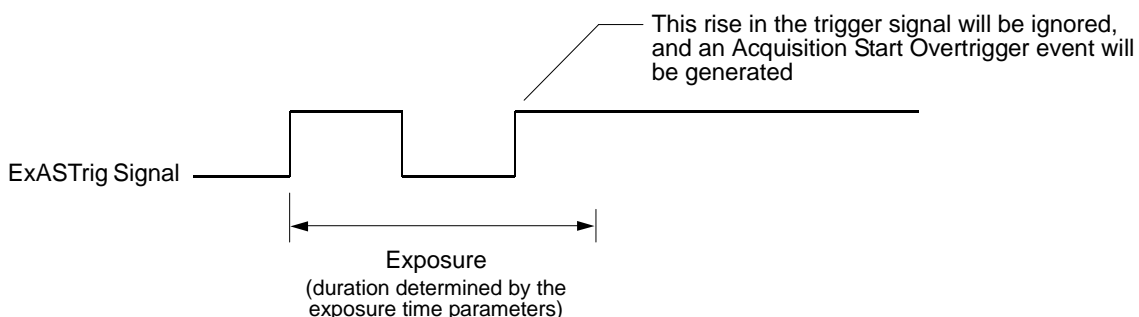 This rise in the trigger signal will be ignored,
and an Acquisition Start Overtrigger event will
be generated
ExASTrig Signal
Exposure
(duration determined by the
exposure time parameters)